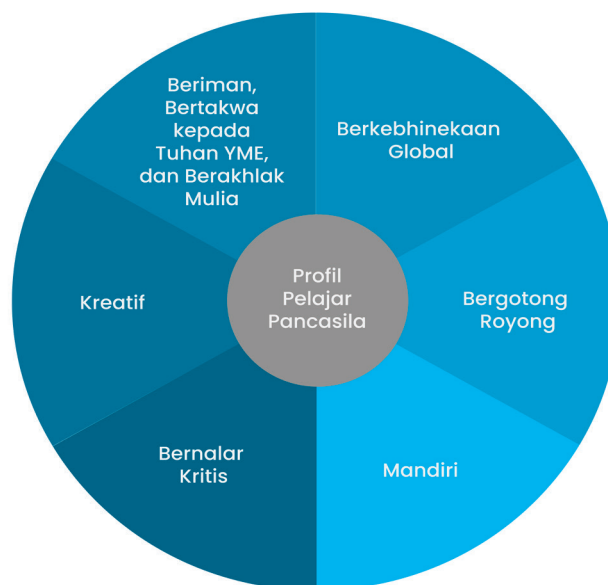 Beriman,
Bertakwa
kepada
Tuhan YME,
dan Berakhlak
Mulia
Berkebhinekaan
Global
Bergotong
Royong
Mandiri
Bernalar
Kritis
Kreatif
Profil
Pelajar
Pancasila